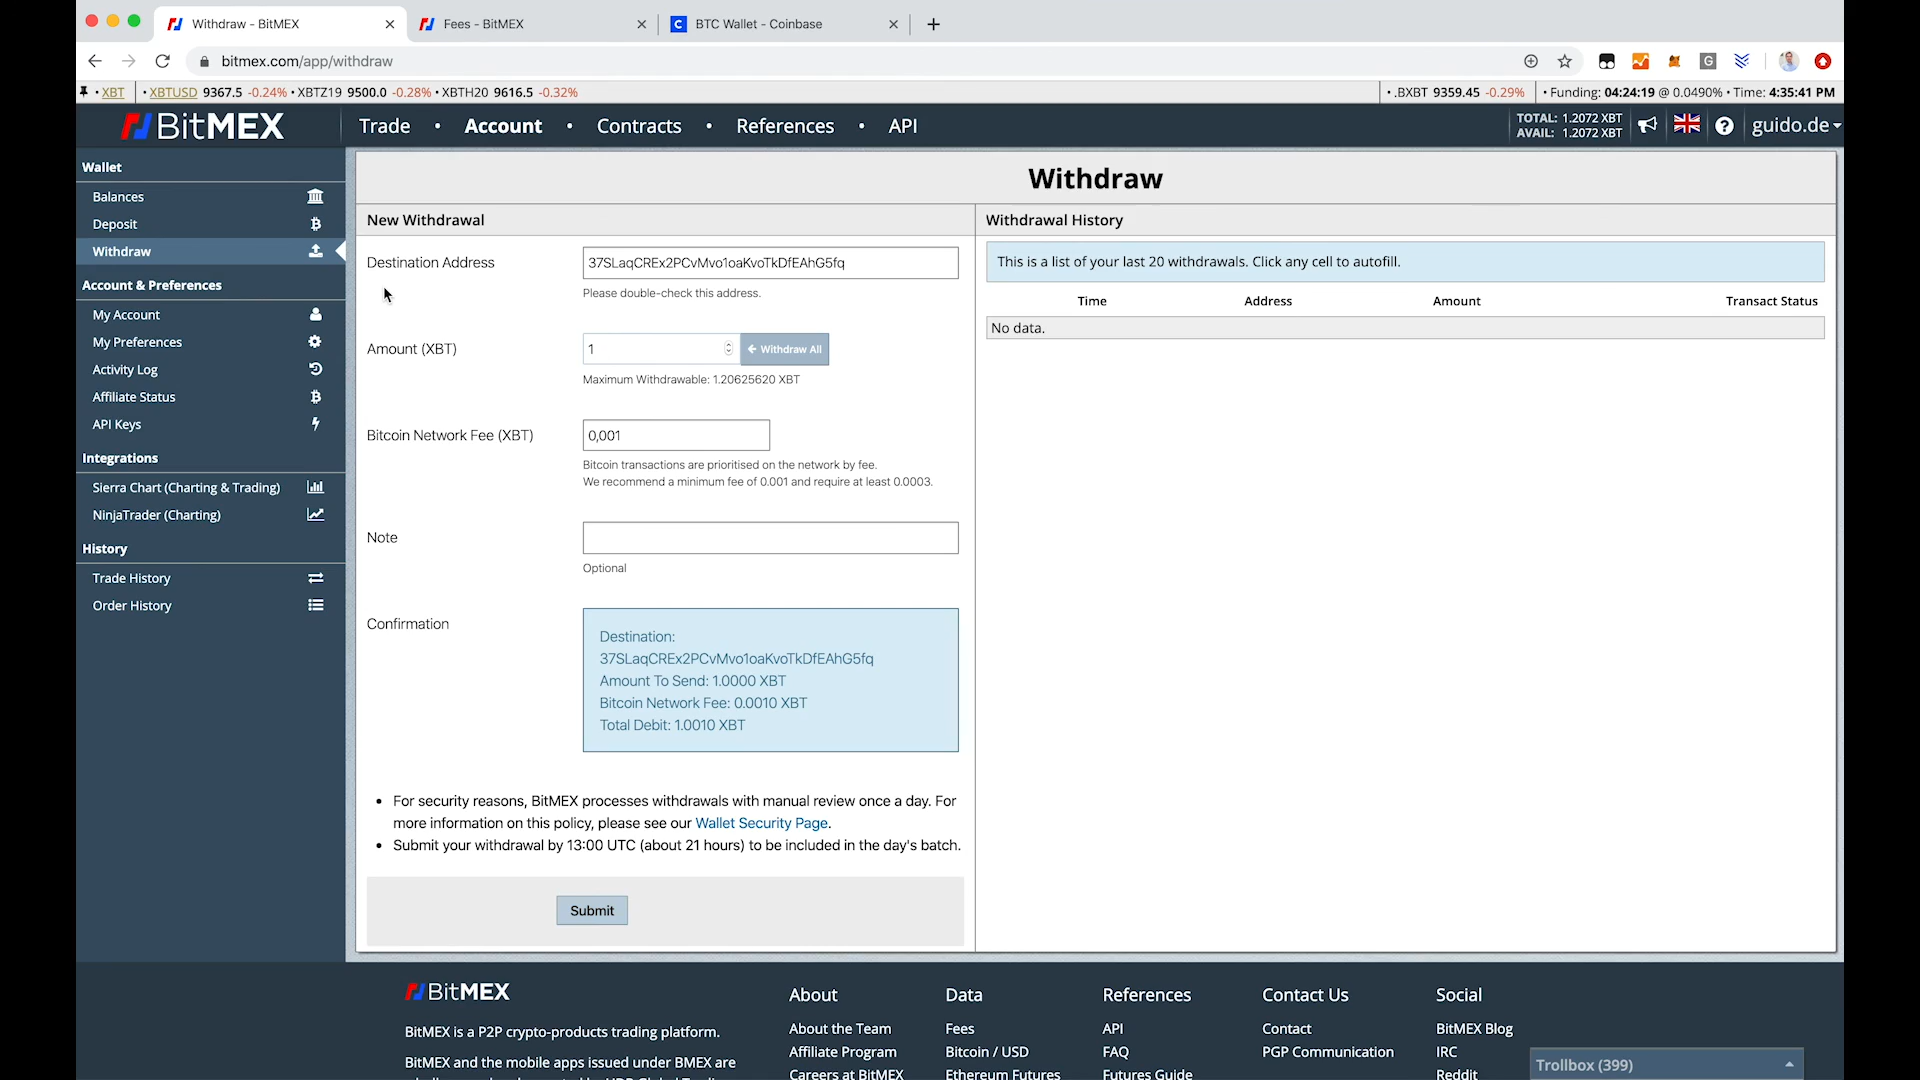 Withdraw - BitMEX
Fees - BitMEX
BTC Wallet - Coinbase
bitmex.com/app/withdraw
• XBT • XBTUSD 9367.5 -0.24% • XBTZ19 9500.0 -0.28% • XBTH20 9616.5 -0.32%
• .BXBT 9359.45 -0.29% • Funding: 04:24:19 @ 0.0490% • Time: 4:35:41 PM
BitMEX
Trade • Account • Contracts • References • API
TOTAL: 1.2072 XBT
AVAIL: 1.2072 XBT
guido.de
Wallet
Balances
Deposit
Withdraw
Account & Preferences
My Account
My Preferences
Activity Log
Affiliate Status
API Keys
Integrations
Sierra Chart (Charting & Trading)
NinjaTrader (Charting)
History
Trade History
Order History
Withdraw
New Withdrawal
Destination Address
37SLaqCREx2PCvMvo1oaKvoTkDfEAhG5fq
Please double-check this address.
Amount (XBT)
1
Withdraw All
Maximum Withdrawable: 1.20625620 XBT
Bitcoin Network Fee (XBT)
0,001
Bitcoin transactions are prioritised on the network by fee.
We recommend a minimum fee of 0.001 and require at least 0.0003.
Note
Optional
Confirmation
Destination:
37SLaqCREx2PCvMvo1oaKvoTkDfEAhG5fq
Amount To Send: 1.0000 XBT
Bitcoin Network Fee: 0.0010 XBT
Total Debit: 1.0010 XBT
• For security reasons, BitMEX processes withdrawals with manual review once a day. For
more information on this policy, please see our Wallet Security Page.
• Submit your withdrawal by 13:00 UTC (about 21 hours) to be included in the day's batch.
Submit
Withdrawal History
This is a list of your last 20 withdrawals. Click any cell to autofill.
Time Address Amount Transact Status
No data.
BitMEX
BitMEX is a P2P crypto-products trading platform.
BitMEX and the mobile apps issued under BMEX are
About
About the Team
Affiliate Program
Careers at BitMEX
Data
Fees
Bitcoin / USD
Ethereum Futures
References
API
FAQ
Futures Guide
Contact Us
Contact
PGP Communication
Social
BitMEX Blog
IRC
Reddit
Trollbox (399)